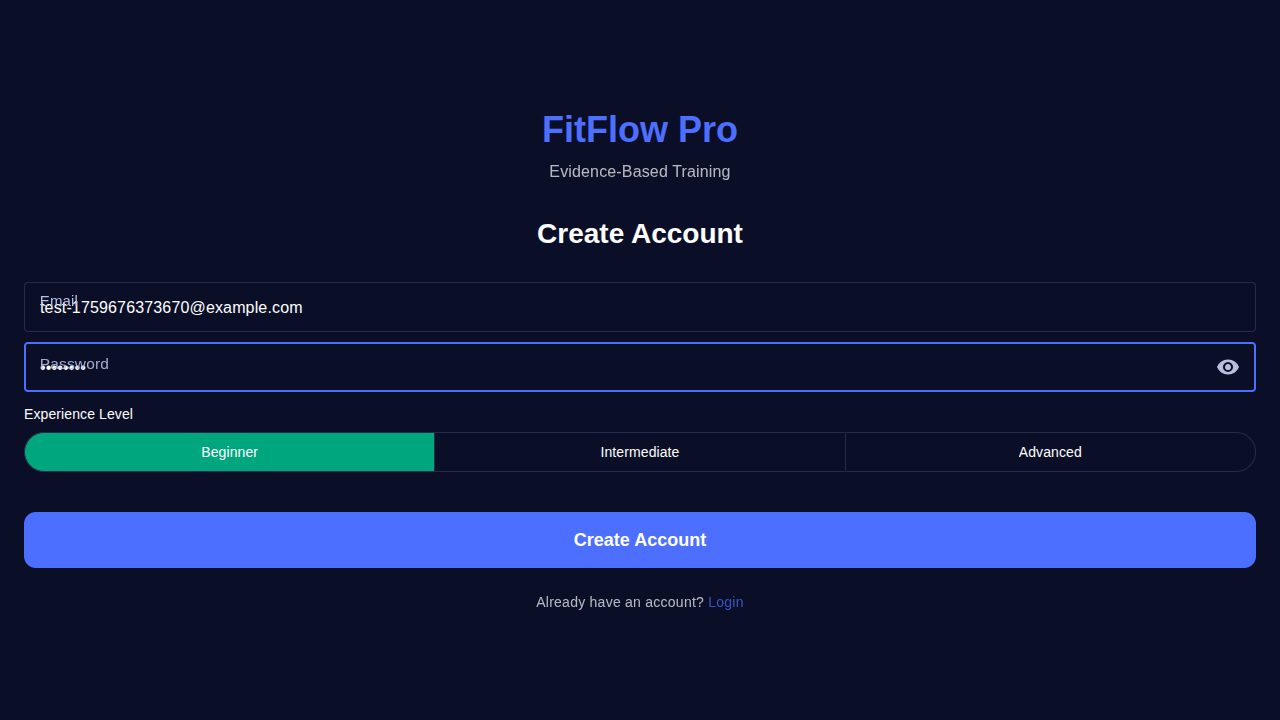 FitFlow Pro
Evidence-Based Training
Create Account
Email
test-1759676373670@example.com
Password
••••••••
Experience Level
Beginner Intermediate Advanced
Create Account
Already have an account? Login